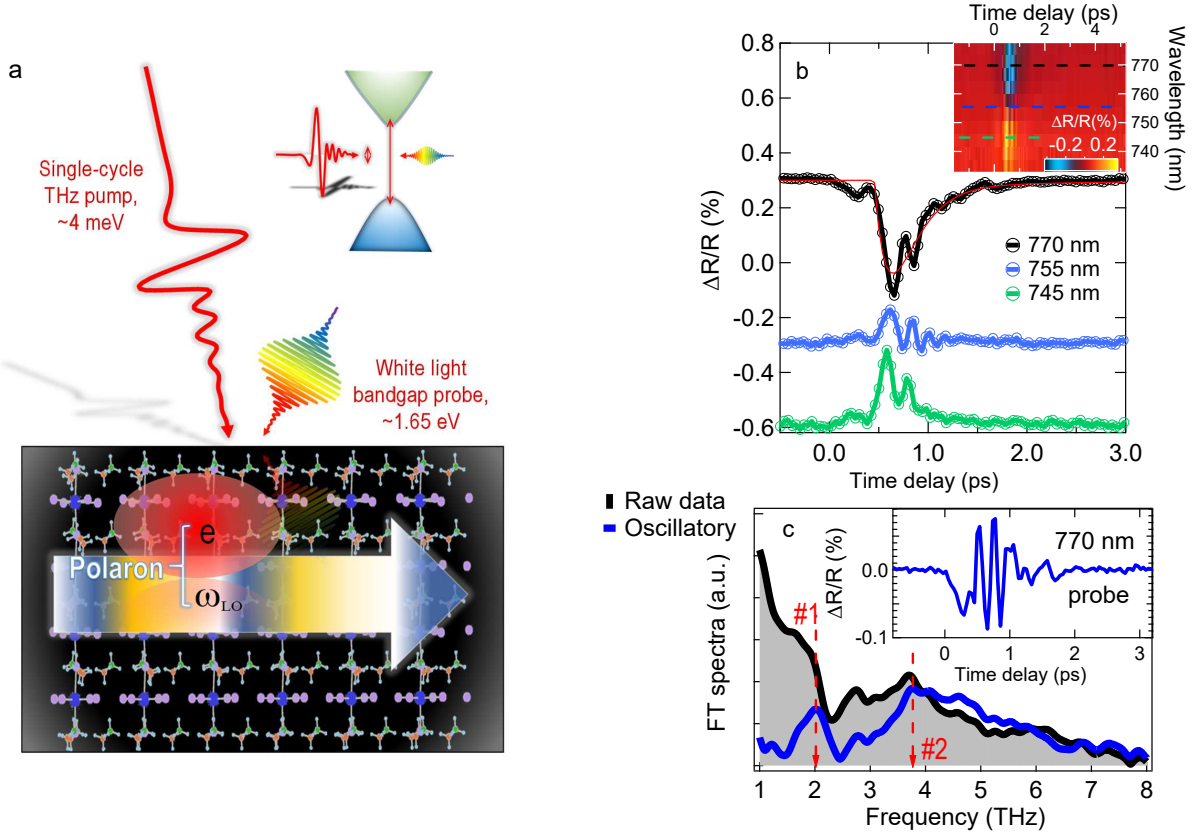 a
Single-cycle
THz pump,
~4 meV
White light
bandgap probe,
~1.65 eV
e
Polaron
ωLO
Time delay (ps)
0 2 4
b
770
760
750
740
Wavelength (nm)
ΔR/R(%)
-0.2 0.2
0.8
0.6
0.4
0.2
0.0
-0.2
-0.4
-0.6
ΔR/R (%)
770 nm
755 nm
745 nm
0.0 1.0 2.0 3.0
Time delay (ps)
Raw data
Oscillatory
c
FT spectra (a.u.)
#1
#2
ΔR/R (%)
0.0
-0.1
770 nm
probe
0 1 2 3
Time delay (ps)
1 2 3 4 5 6 7 8
Frequency (THz)